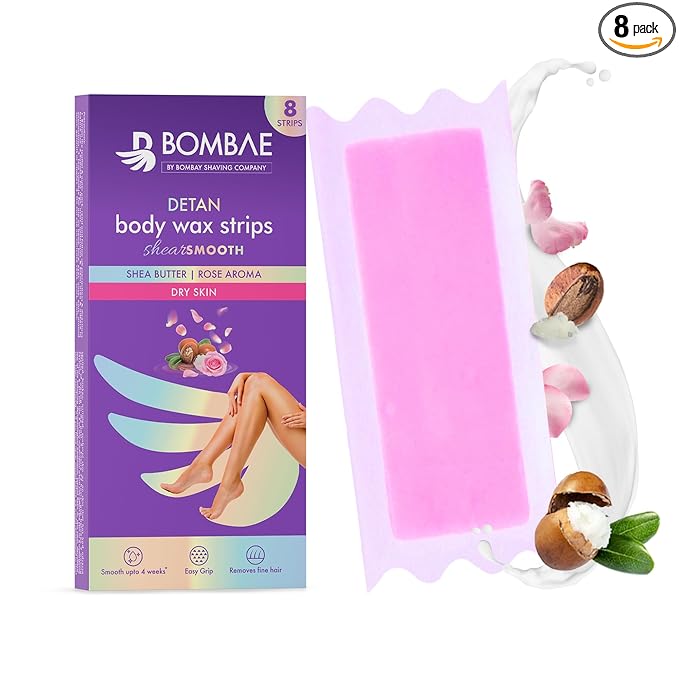 8 pack
8
STRIPS
BOMBAE
BY BOMBAY SHAVING COMPANY
DETAN
body wax strips
shearSMOOTH
SHEA BUTTER | ROSE AROMA
DRY SKIN
Smooth upto 4 weeks*
Easy Grip
Removes fine hair